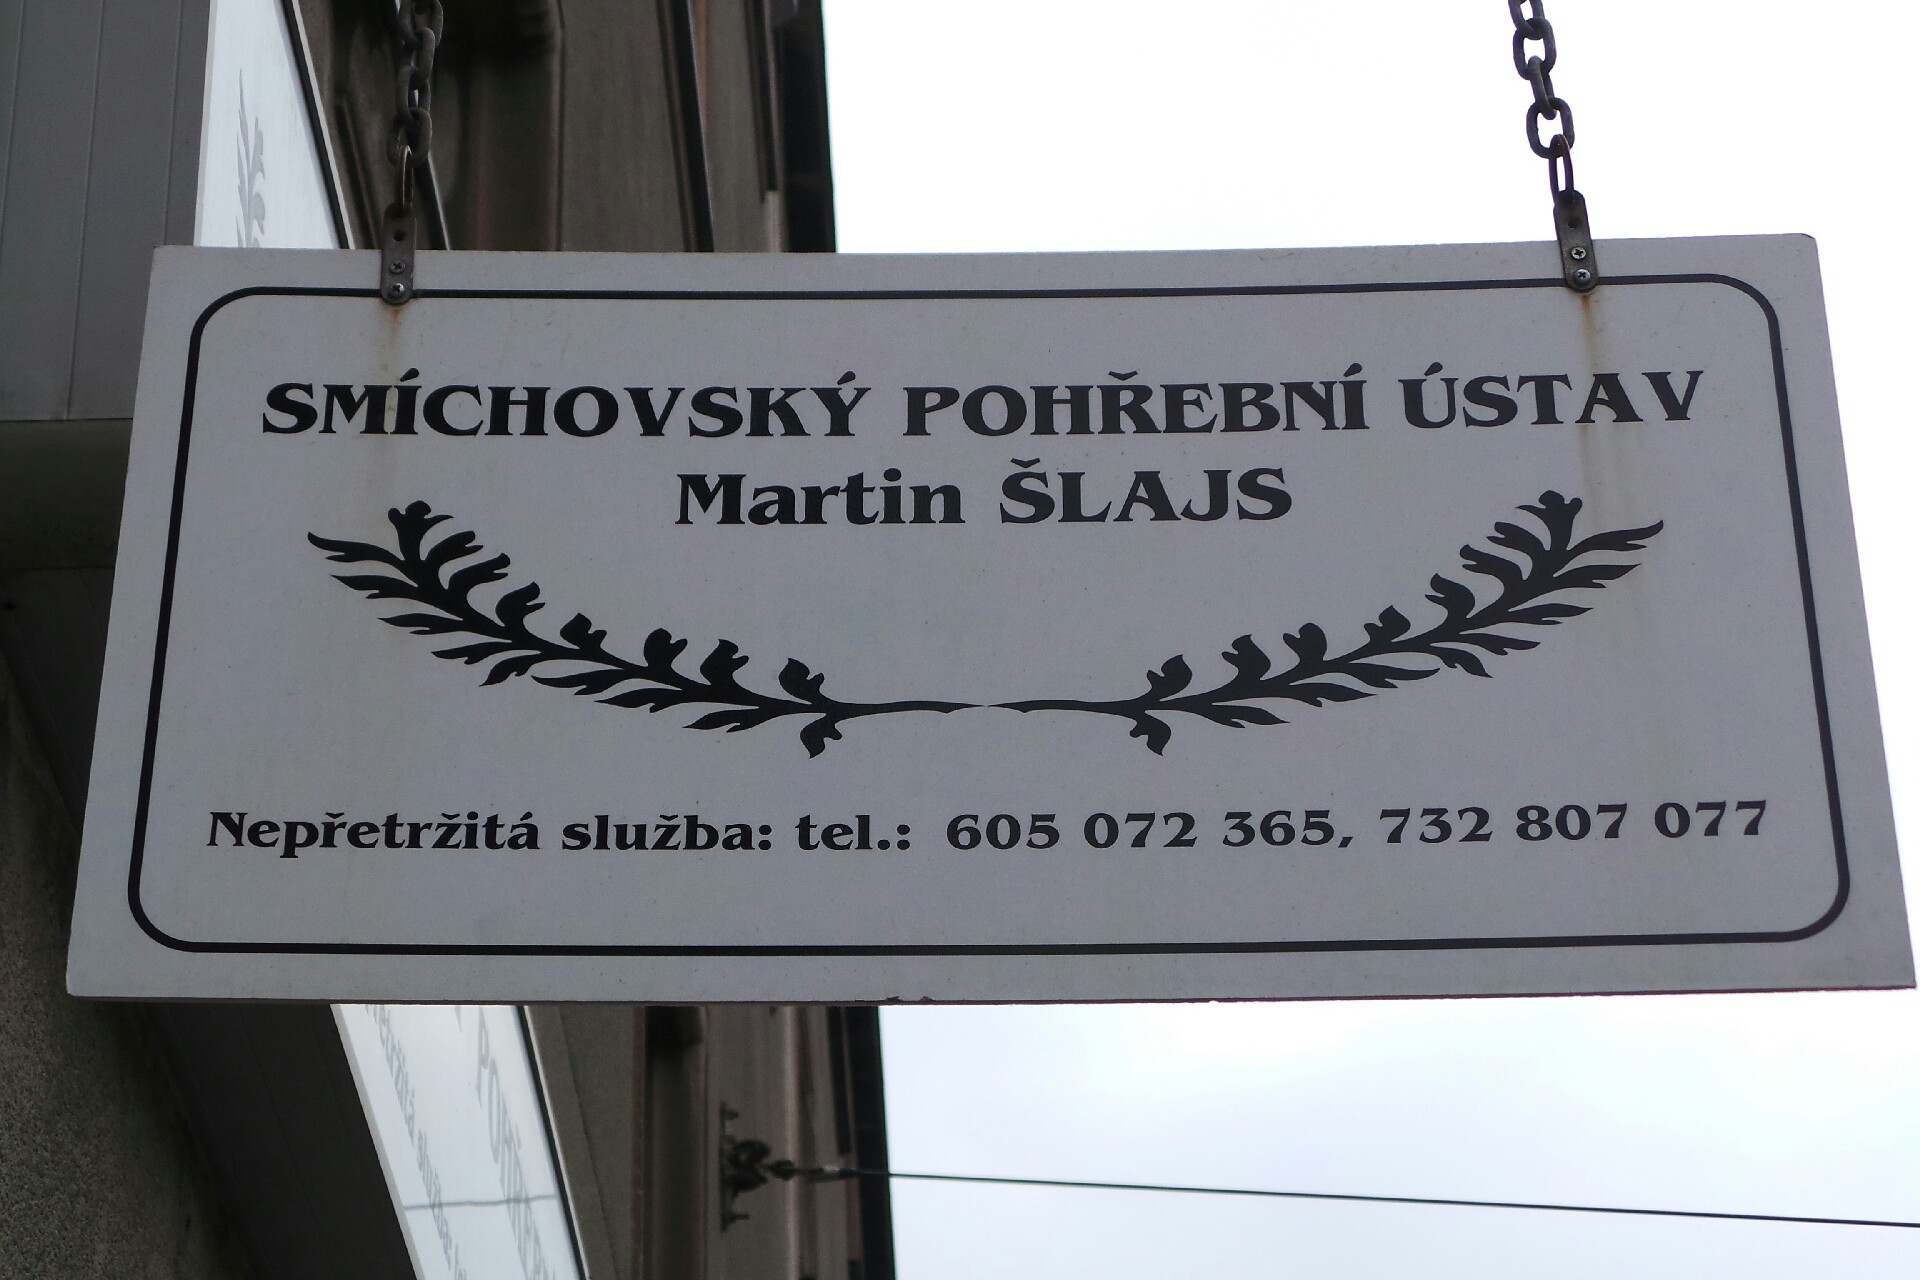 SMÍCHOVSKÝ POHŘEBNÍ ÚSTAV
Martin ŠLAJS
Nepřetržitá služba: tel.: 605 072 365, 732 807 077